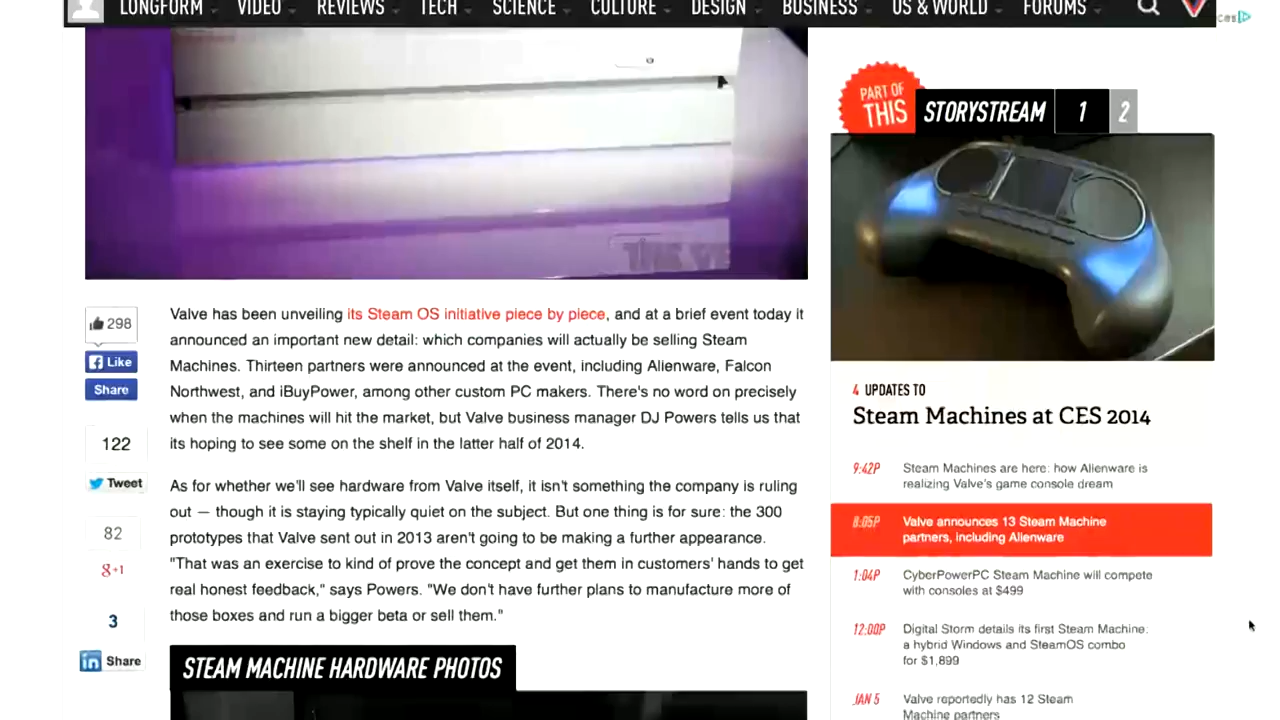 LONGFORM VIDEO REVIEWS TECH SCIENCE CULTURE DESIGN BUSINESS US & WORLD FORUMS
298
Like
Share
122
Tweet
82
g+1
3
in Share
Valve has been unveiling its Steam OS initiative piece by piece, and at a brief event today it
announced an important new detail: which companies will actually be selling Steam
Machines. Thirteen partners were announced at the event, including Alienware, Falcon
Northwest, and iBuyPower, among other custom PC makers. There's no word on precisely
when the machines will hit the market, but Valve business manager DJ Powers tells us that
its hoping to see some on the shelf in the latter half of 2014.
As for whether we'll see hardware from Valve itself, it isn't something the company is ruling
out — though it is staying typically quiet on the subject. But one thing is for sure: the 300
prototypes that Valve sent out in 2013 aren't going to be making a further appearance.
"That was an exercise to kind of prove the concept and get them in customers' hands to get
real honest feedback," says Powers. "We don't have further plans to manufacture more of
those boxes and run a bigger beta or sell them."
STEAM MACHINE HARDWARE PHOTOS
PART OF
THIS
STORYSTREAM 1 2
4 UPDATES TO
Steam Machines at CES 2014
9:42P Steam Machines are here: how Alienware is
realizing Valve's game console dream
8:05P Valve announces 13 Steam Machine
partners, including Alienware
1:04P CyberPowerPC Steam Machine will compete
with consoles at $499
12:00P Digital Storm details its first Steam Machine:
a hybrid Windows and SteamOS combo
for $1,899
JAN 5 Valve reportedly has 12 Steam
Machine partners